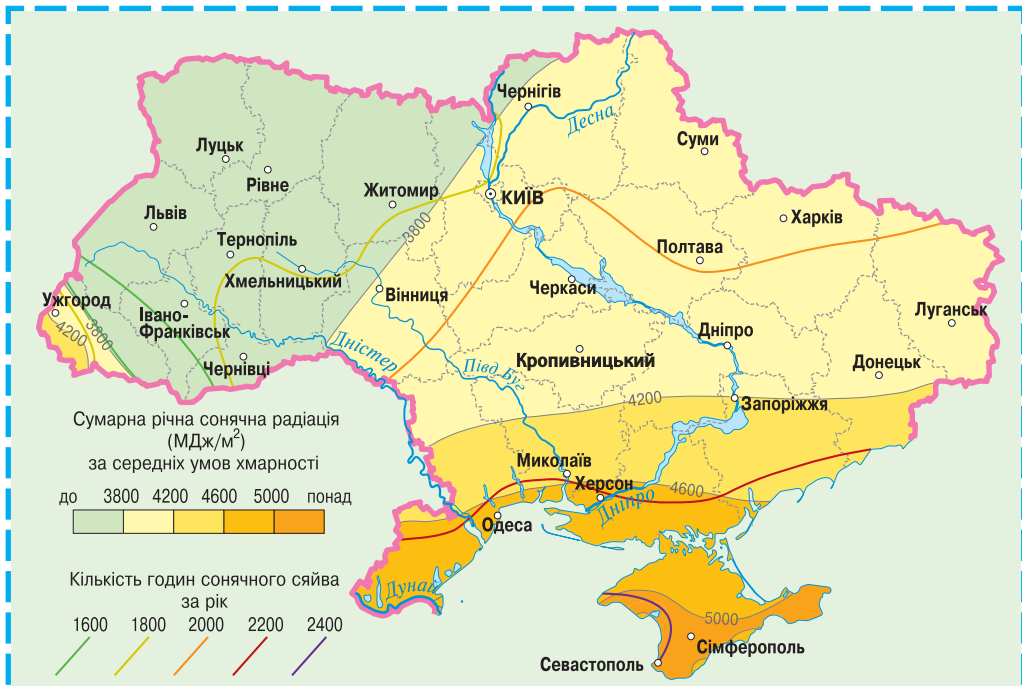 Чернігів
Десна
Суми
Луцьк
Рівне
Житомир
КИЇВ
3800
Львів
Харків
Тернопіль
Полтава
Хмельницький
Черкаси
Вінниця
Ужгород
4200
3800
Івано-
Франківськ
Луганськ
Дністер
Дніпро
Чернівці
Півд Буг
Кропивницький
Донецьк
4200
Запоріжжя
Сумарна річна сонячна радіація
(МДж/м²)
за середніх умов хмарності
до 3800 4200 4600 5000 понад
Миколаїв
Херсон
4600
Дніпро
Одеса
Кількість годин сонячного сяйва
за рік
1600 1800 2000 2200 2400
Дунай
5000
Сімферополь
Севастополь